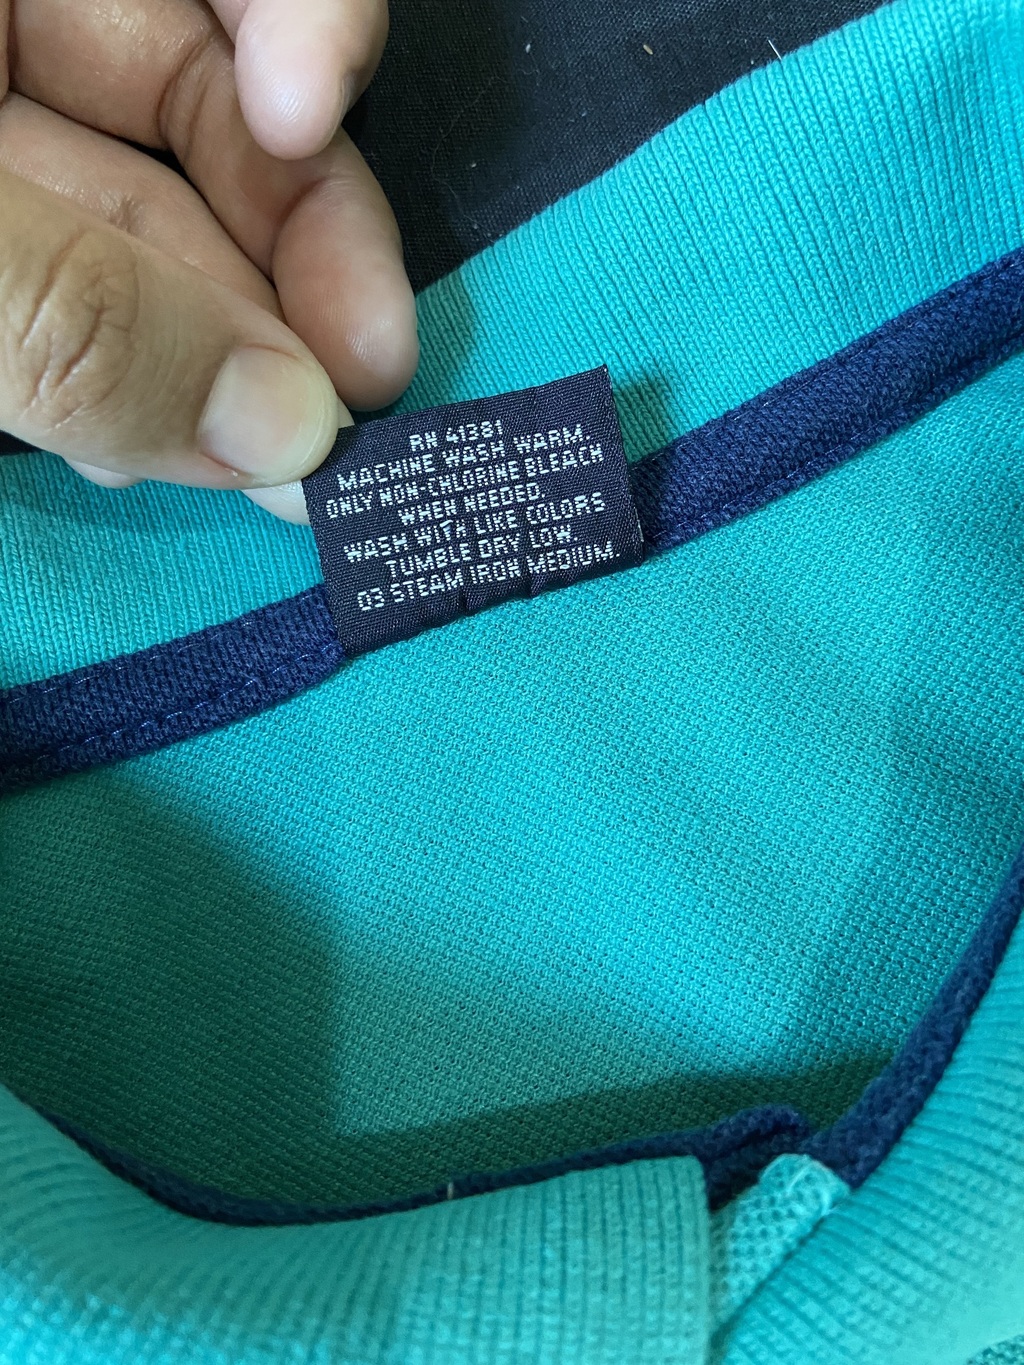 RN 41381
MACHINE WASH WARM.
ONLY NON-CHLORINE BLEACH
WHEN NEEDED.
WASH WITH LIKE COLORS
TUMBLE DRY LOW.
03 STEAM IRON MEDIUM.